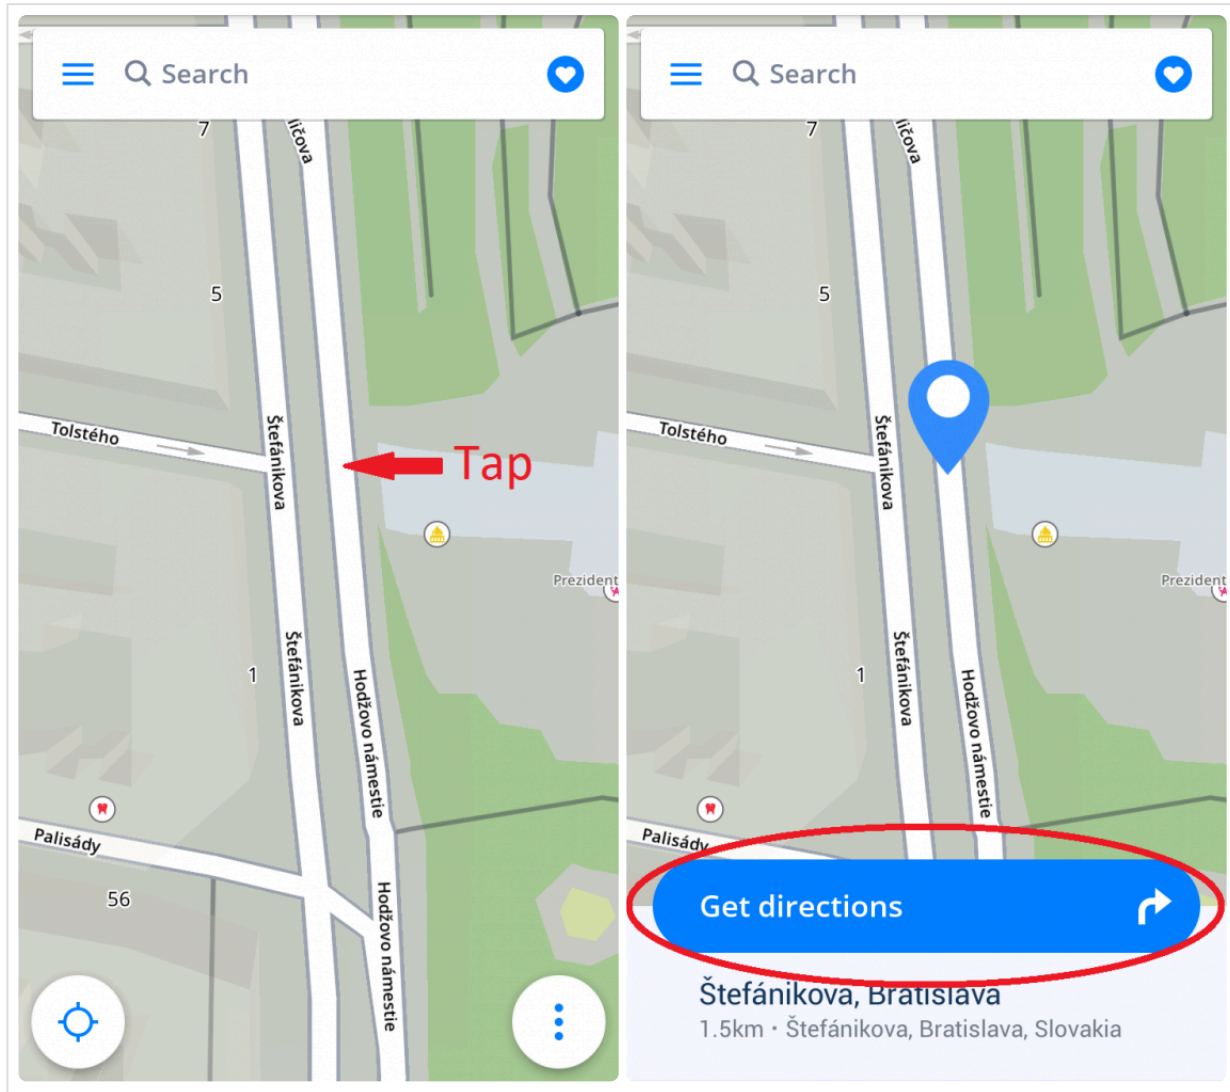 Search
7
ličova
5
Tolstého
Štefánikova
Tap
Prezident
Štefánikova
1
Hodžovo námestie
Palisády
56
Hodžovo námestie
Search
7
ličova
5
Tolstého
Štefánikova
Prezident
Štefánikova
1
Hodžovo námestie
Palisády
Get directions
Štefánikova, Bratislava
1.5km · Štefánikova, Bratislava, Slovakia